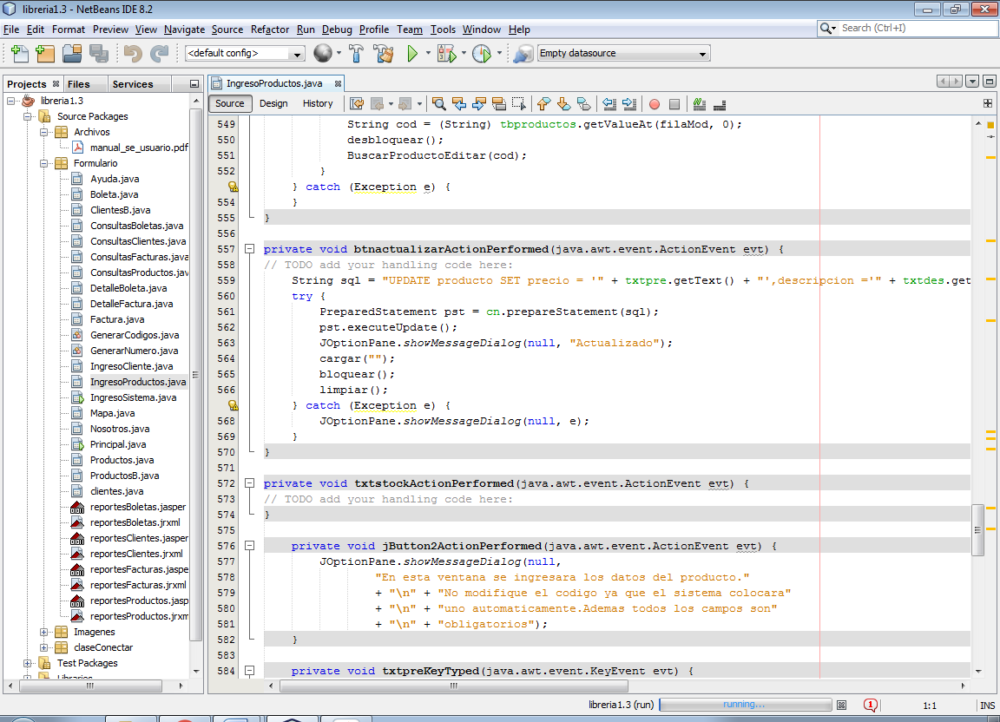 libreria1.3 - NetBeans IDE 8.2
File Edit Format Preview View Navigate Source Refactor Run Debug Profile Team Tools Window Help
Search (Ctrl+I)
<default config>
Empty datasource
Projects Files Services
libreria1.3
Source Packages
Archivos
manual_se_usuario.pdf
Formulario
Ayuda.java
Boleta.java
ClientesB.java
ConsultasBoletas.java
ConsultasClientes.java
ConsultasFacturas.java
ConsultasProductos.jav
DetalleBoleta.java
DetalleFactura.java
Factura.java
GenerarCodigos.java
GenerarNumero.java
IngresoCliente.java
IngresoProductos.java
IngresoSistema.java
Mapa.java
Nosotros.java
Principal.java
Productos.java
ProductosB.java
clientes.java
reportesBoletas.jasper
reportesBoletas.jrxml
reportesClientes.jasper
reportesClientes.jrxml
reportesFacturas.jaspe
reportesFacturas.jrxml
reportesProductos.jasp
reportesProductos.jrxm
Imagenes
claseConectar
Test Packages
Libraries
IngresoProductos.java
Source Design History
549 String cod = (String) tbproductos.getValueAt(filaMod, 0);
550 desbloquear();
551 BuscarProductoEditar(cod);
552 }
} catch (Exception e) {
554 }
555 }
556
557 private void btnactualizarActionPerformed(java.awt.event.ActionEvent evt) {
558 // TODO add your handling code here:
559 String sql = "UPDATE producto SET precio = '" + txtpre.getText() + "',descripcion ='" + txtdes.get
560 try {
561 PreparedStatement pst = cn.prepareStatement(sql);
562 pst.executeUpdate();
563 JOptionPane.showMessageDialog(null, "Actualizado");
564 cargar("");
565 bloquear();
566 limpiar();
} catch (Exception e) {
568 JOptionPane.showMessageDialog(null, e);
569 }
570 }
571
572 private void txtstockActionPerformed(java.awt.event.ActionEvent evt) {
573 // TODO add your handling code here:
574 }
575
576 private void jButton2ActionPerformed(java.awt.event.ActionEvent evt) {
577 JOptionPane.showMessageDialog(null,
578 "En esta ventana se ingresara los datos del producto."
579 + "\n" + "No modifique el codigo ya que el sistema colocara"
580 + "\n" + "uno automaticamente.Ademas todos los campos son"
581 + "\n" + "obligatorios");
582 }
583
584 private void txtpreKeyTyped(java.awt.event.KeyEvent evt) {
libreria1.3 (run) running... 1 1:1 INS